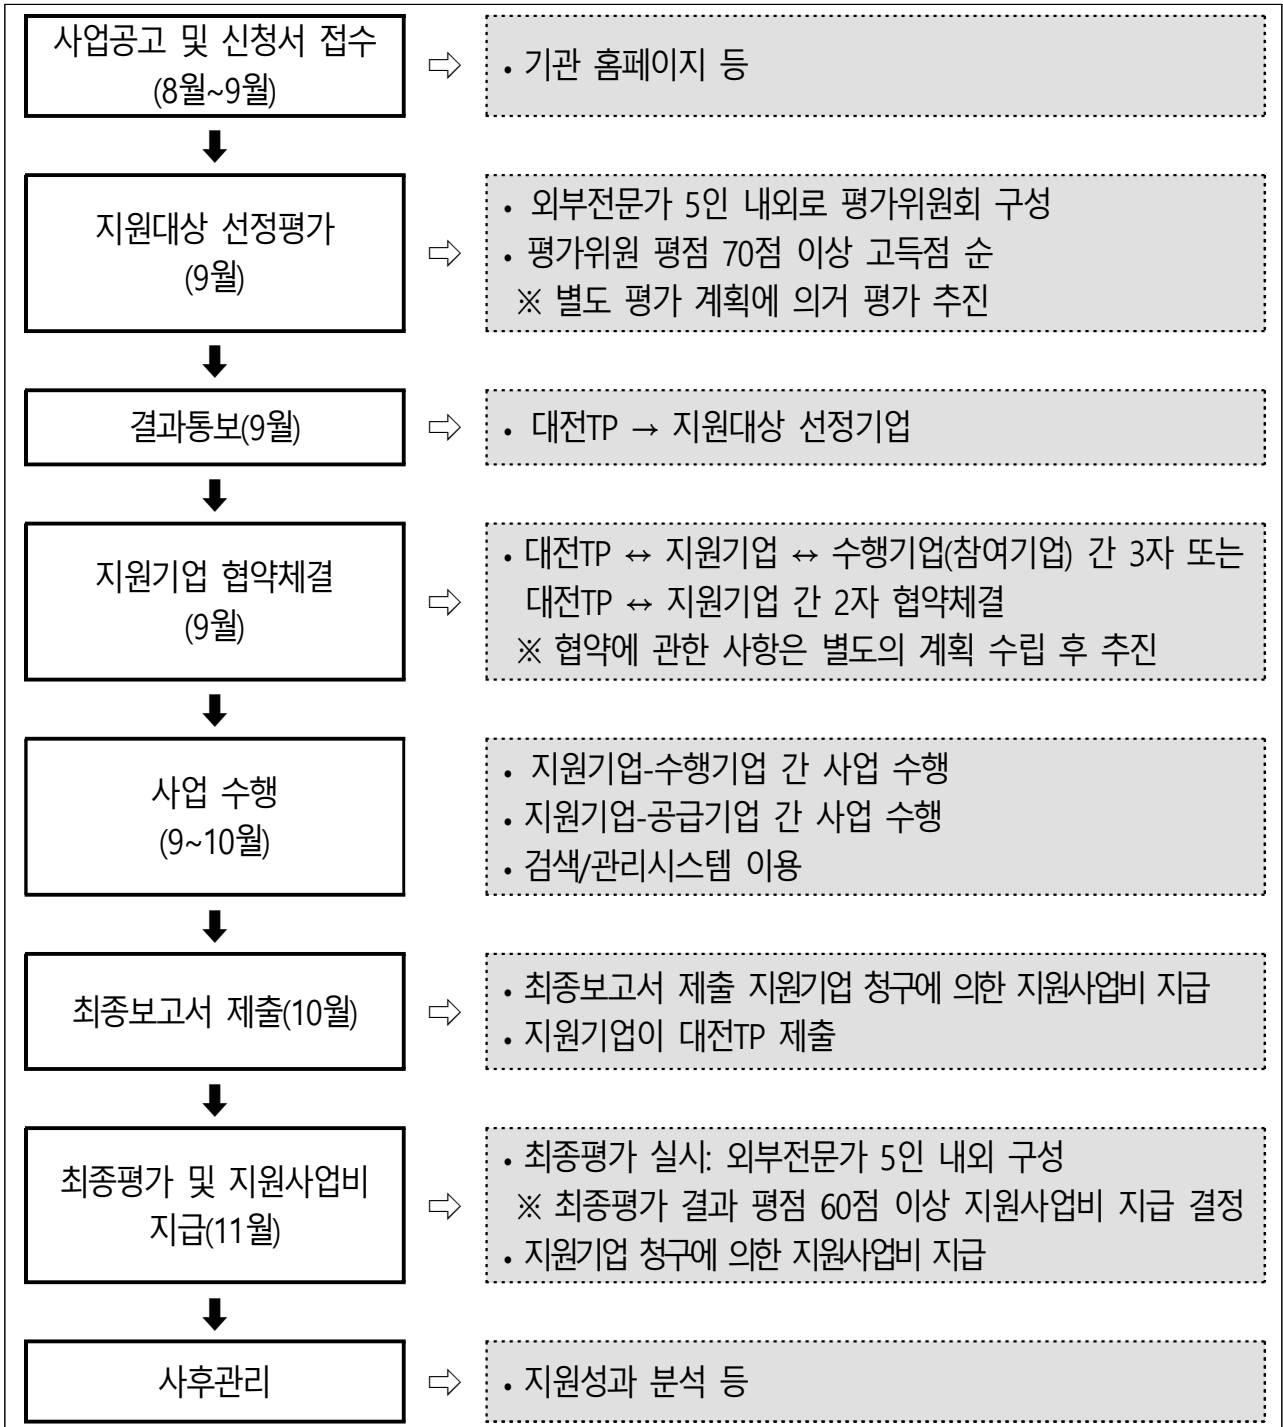 사업공고 및 신청서 접수
(8월~9월)
⇨
• 기관 홈페이지 등
지원대상 선정평가
(9월)
⇨
• 외부전문가 5인 내외로 평가위원회 구성
• 평가위원 평점 70점 이상 고득점 순
※ 별도 평가 계획에 의거 평가 추진
결과통보(9월)
⇨
• 대전TP → 지원대상 선정기업
지원기업 협약체결
(9월)
⇨
• 대전TP ↔ 지원기업 ↔ 수행기업(참여기업) 간 3자 또는
대전TP ↔ 지원기업 간 2자 협약체결
※ 협약에 관한 사항은 별도의 계획 수립 후 추진
사업 수행
(9~10월)
• 지원기업-수행기업 간 사업 수행
• 지원기업-공급기업 간 사업 수행
• 검색/관리시스템 이용
최종보고서 제출(10월)
⇨
• 최종보고서 제출 지원기업 청구에 의한 지원사업비 지급
• 지원기업이 대전TP 제출
최종평가 및 지원사업비
지급(11월)
⇨
• 최종평가 실시: 외부전문가 5인 내외 구성
※ 최종평가 결과 평점 60점 이상 지원사업비 지급 결정
• 지원기업 청구에 의한 지원사업비 지급
사후관리
⇨
• 지원성과 분석 등